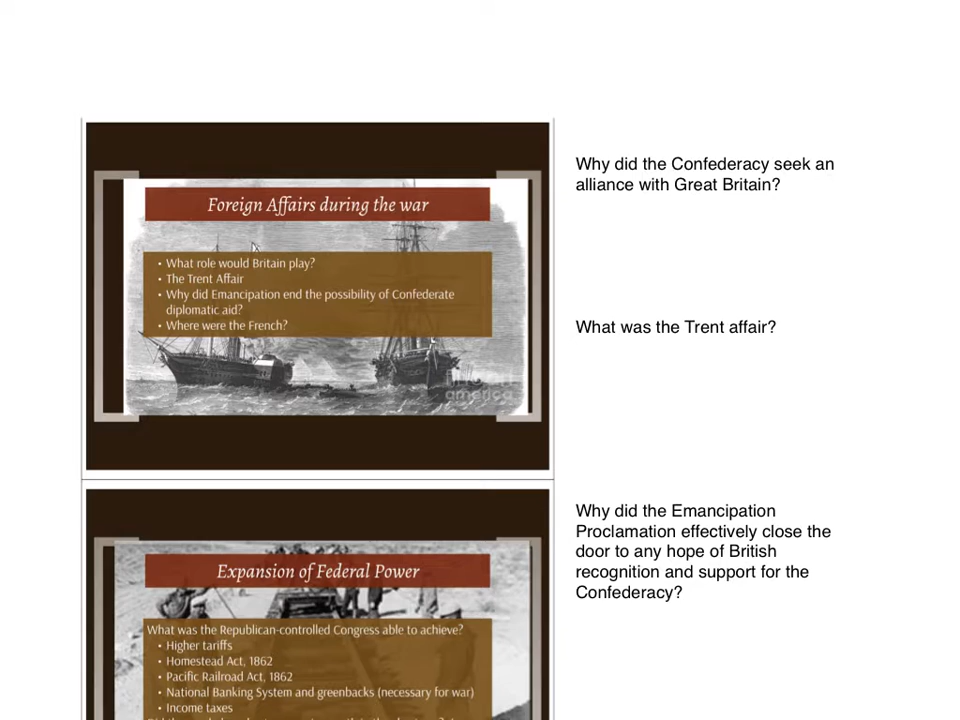 Foreign Affairs during the war
• What role would Britain play?
• The Trent Affair
• Why did Emancipation end the possibility of Confederate
diplomatic aid?
• Where were the French?
america
Why did the Confederacy seek an
alliance with Great Britain?
What was the Trent affair?
Expansion of Federal Power
What was the Republican-controlled Congress able to achieve?
• Higher tariffs
• Homestead Act, 1862
• Pacific Railroad Act, 1862
• National Banking System and greenbacks (necessary for war)
• Income taxes
Why did the Emancipation
Proclamation effectively close the
door to any hope of British
recognition and support for the
Confederacy?